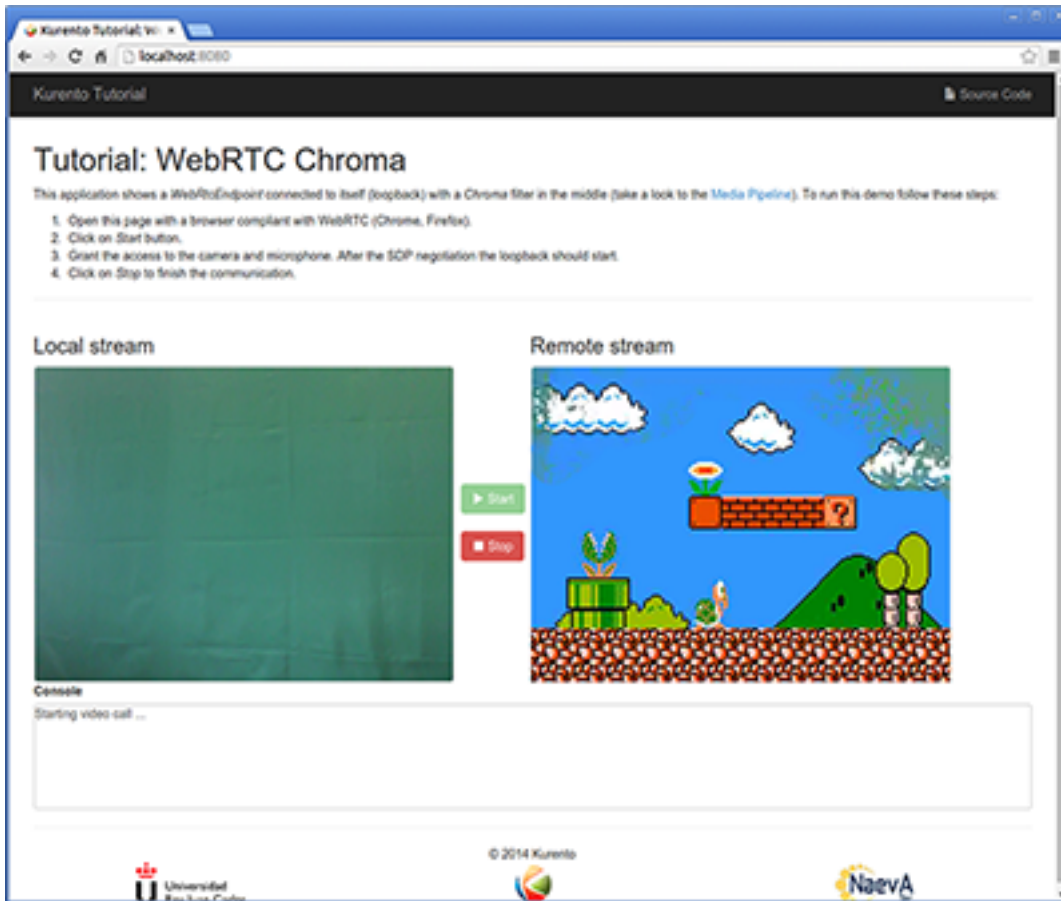 Kurento Tutorial: We
localhost:8080
Kurento Tutorial
Source Code
Tutorial: WebRTC Chroma
This application shows a WebRtcEndpoint connected to itself (loopback) with a Chroma filter in the middle (take a look to the Media Pipeline). To run this demo follow these steps:
1. Open this page with a browser compliant with WebRTC (Chrome, Firefox).
2. Click on Start button.
3. Grant the access to the camera and microphone. After the SDP negotiation the loopback should start.
4. Click on Stop to finish the communication.
Local stream
Remote stream
Start
?
Stop
Console
Starting video call ...
© 2014 Kurento
Universidad
Rey Juan Carlos
NaevA